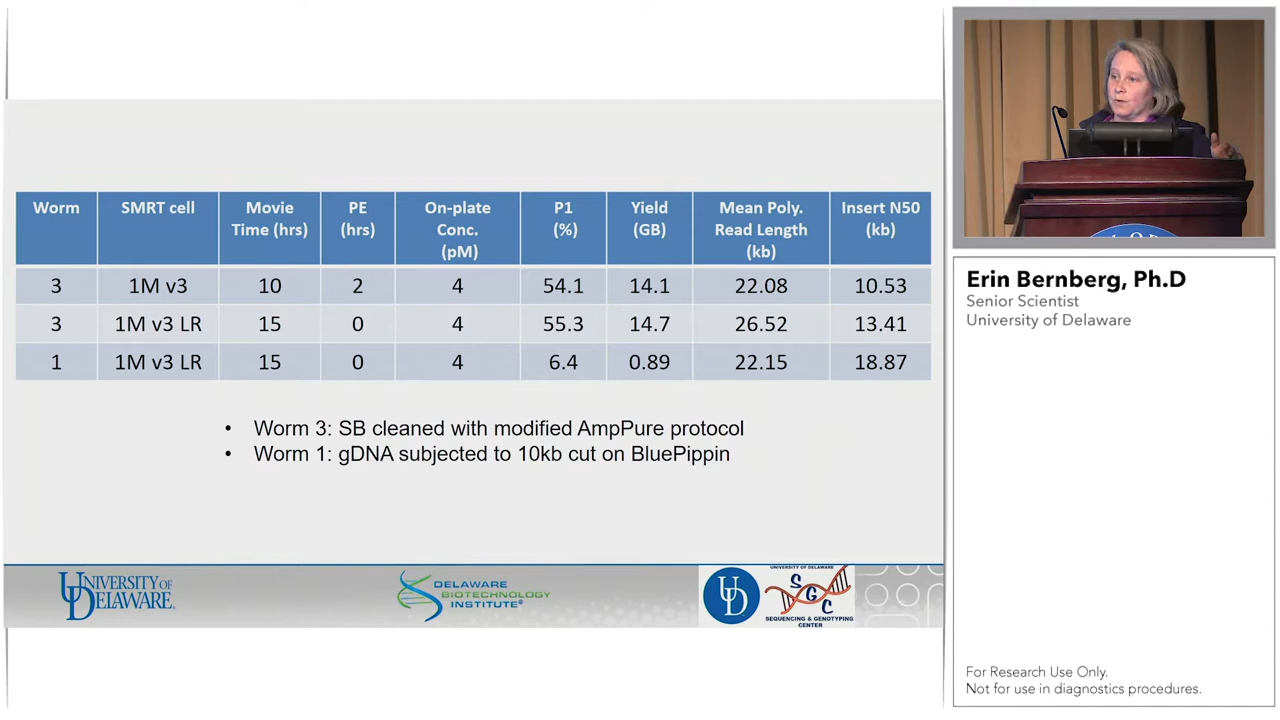 Worm SMRT cell Movie Time (hrs) PE (hrs) On-plate Conc. (pM) P1 (%) Yield (GB) Mean Poly. Read Length (kb) Insert N50 (kb)
3 1M v3 10 2 4 54.1 14.1 22.08 10.53
3 1M v3 LR 15 0 4 55.3 14.7 26.52 13.41
1 1M v3 LR 15 0 4 6.4 0.89 22.15 18.87
• Worm 3: SB cleaned with modified AmpPure protocol
• Worm 1: gDNA subjected to 10kb cut on BluePippin
UNIVERSITY OF
DELAWARE.
DELAWARE
BIOTECHNOLOGY
INSTITUTE®
UD
UNIVERSITY OF DELAWARE
SGC
SEQUENCING & GENOTYPING
CENTER
Erin Bernberg, Ph.D
Senior Scientist
University of Delaware
For Research Use Only.
Not for use in diagnostics procedures.